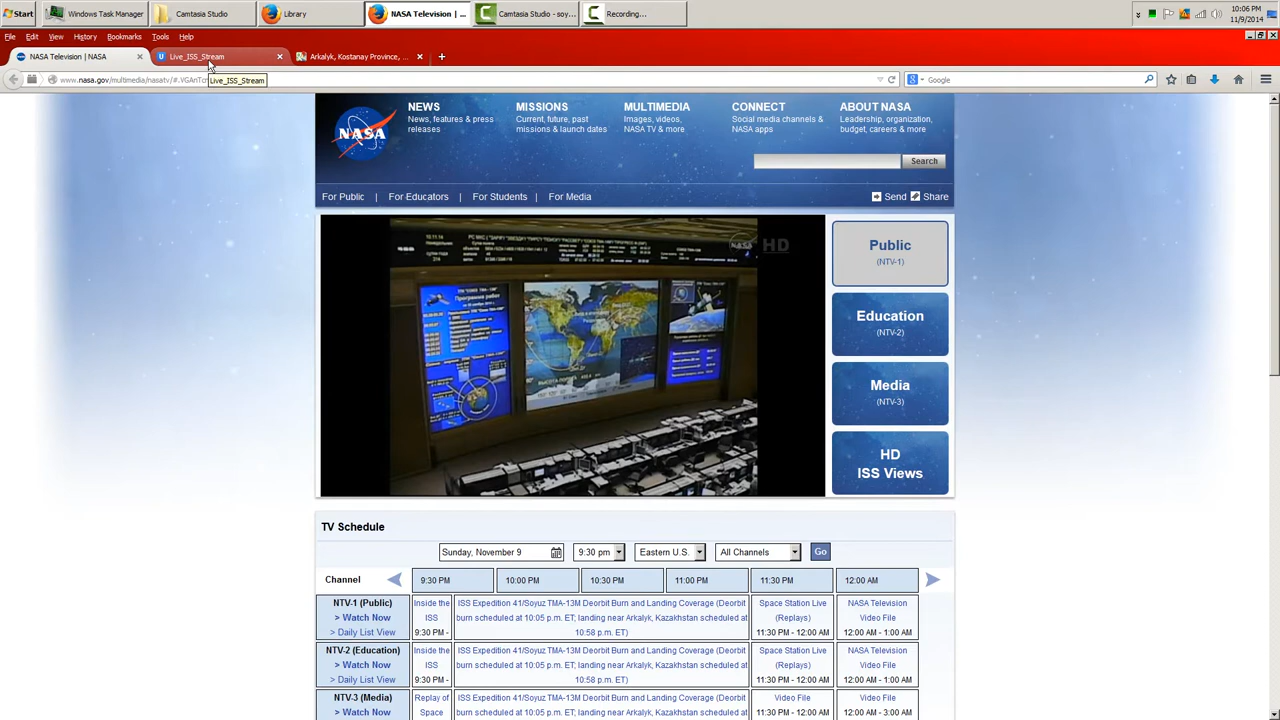 Start
Windows Task Manager
Camtasia Studio
Library
NASA Television | ...
Camtasia Studio - soy...
Recording...
10:06 PM
11/9/2014
File Edit View History Bookmarks Tools Help
NASA Television | NASA
Live_ISS_Stream
Arkalyk, Kostanay Province, ...
www.nasa.gov/multimedia/nasatv/#.VGAnTc
Google
Live_ISS_Stream
NASA
NEWS
News, features & press
releases
MISSIONS
Current, future, past
missions & launch dates
MULTIMEDIA
Images, videos,
NASA TV & more
CONNECT
Social media channels &
NASA apps
ABOUT NASA
Leadership, organization,
budget, careers & more
Search
For Public | For Educators | For Students | For Media
Send Share
NASA HD
Public
(NTV-1)
Education
(NTV-2)
Media
(NTV-3)
HD
ISS Views
TV Schedule
Sunday, November 9
9:30 pm
Eastern U.S.
All Channels
Go
Channel
9:30 PM
10:00 PM
10:30 PM
11:00 PM
11:30 PM
12:00 AM
NTV-1 (Public)
> Watch Now
> Daily List View
Inside the
ISS
9:30 PM -
ISS Expedition 41/Soyuz TMA-13M Deorbit Burn and Landing Coverage (Deorbit
burn scheduled at 10:05 p.m. ET; landing near Arkalyk, Kazakhstan scheduled at
10:58 p.m. ET)
Space Station Live
(Replays)
11:30 PM - 12:00 AM
NASA Television
Video File
12:00 AM - 1:00 AM
NTV-2 (Education)
> Watch Now
> Daily List View
Inside the
ISS
9:30 PM -
ISS Expedition 41/Soyuz TMA-13M Deorbit Burn and Landing Coverage (Deorbit
burn scheduled at 10:05 p.m. ET; landing near Arkalyk, Kazakhstan scheduled at
10:58 p.m. ET)
Space Station Live
(Replays)
11:30 PM - 12:00 AM
NASA Television
Video File
12:00 AM - 1:00 AM
NTV-3 (Media)
> Watch Now
Replay of
Space
ISS Expedition 41/Soyuz TMA-13M Deorbit Burn and Landing Coverage (Deorbit
burn scheduled at 10:05 p.m. ET; landing near Arkalyk, Kazakhstan scheduled at
Video File
11:30 PM - 12:00 AM
Video File
12:00 AM - 3:00 AM